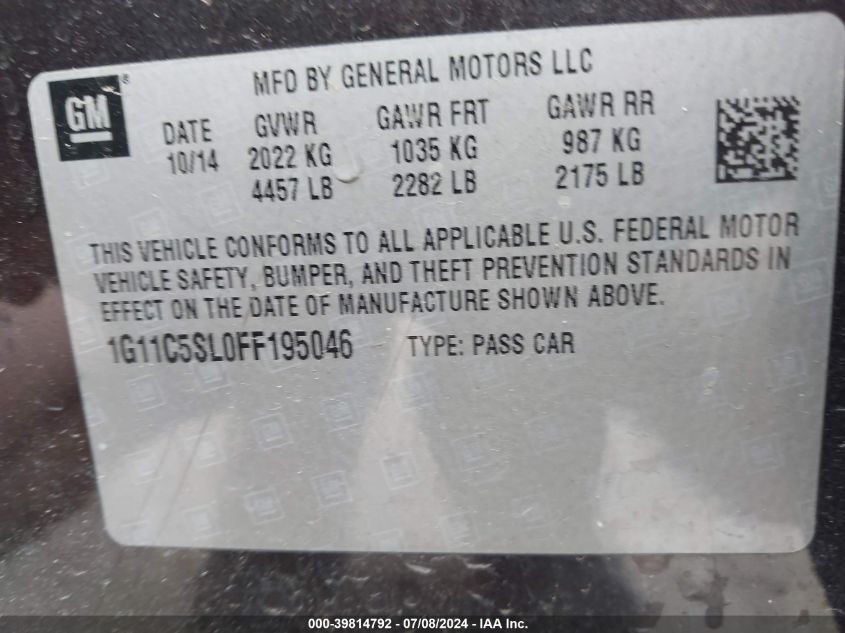 MFD BY GENERAL MOTORS LLC
GM®
DATE GVWR GAWR FRT GAWR RR
10/14 2022 KG 1035 KG 987 KG
4457 LB 2282 LB 2175 LB
THIS VEHICLE CONFORMS TO ALL APPLICABLE U.S. FEDERAL MOTOR
VEHICLE SAFETY, BUMPER, AND THEFT PREVENTION STANDARDS IN
EFFECT ON THE DATE OF MANUFACTURE SHOWN ABOVE.
1G11C5SL0FF195046 TYPE: PASS CAR
000-39814792 - 07/08/2024 - IAA Inc.